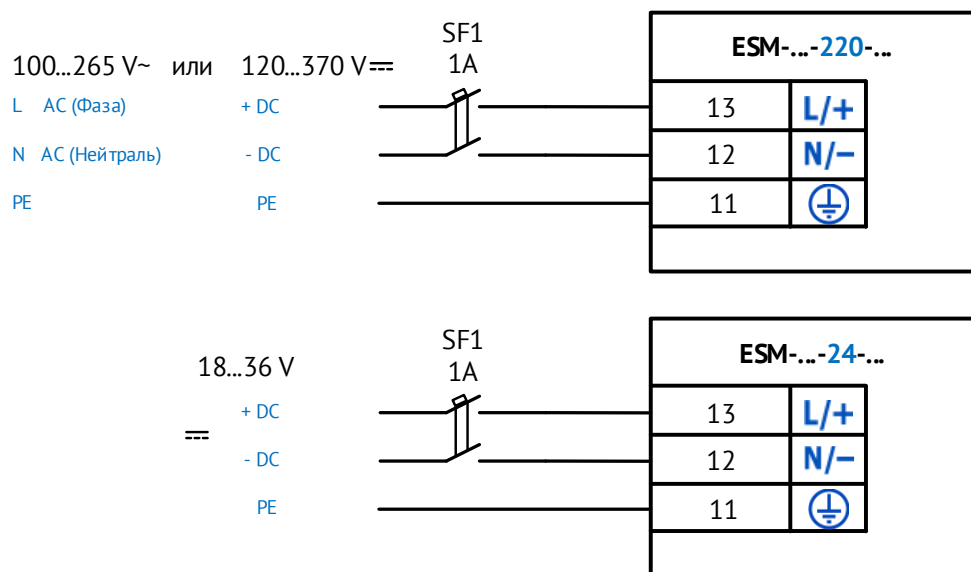 SF1
1A
ESM-...-220-...
100...265 V~ или 120...370 V⎓
L AC (Фаза) + DC
13 L/+
N AC (Нейтраль) - DC
12 N/−
PE PE
11
SF1
1A
ESM-...-24-...
18...36 V
⎓
+ DC
13 L/+
- DC
12 N/−
PE
11